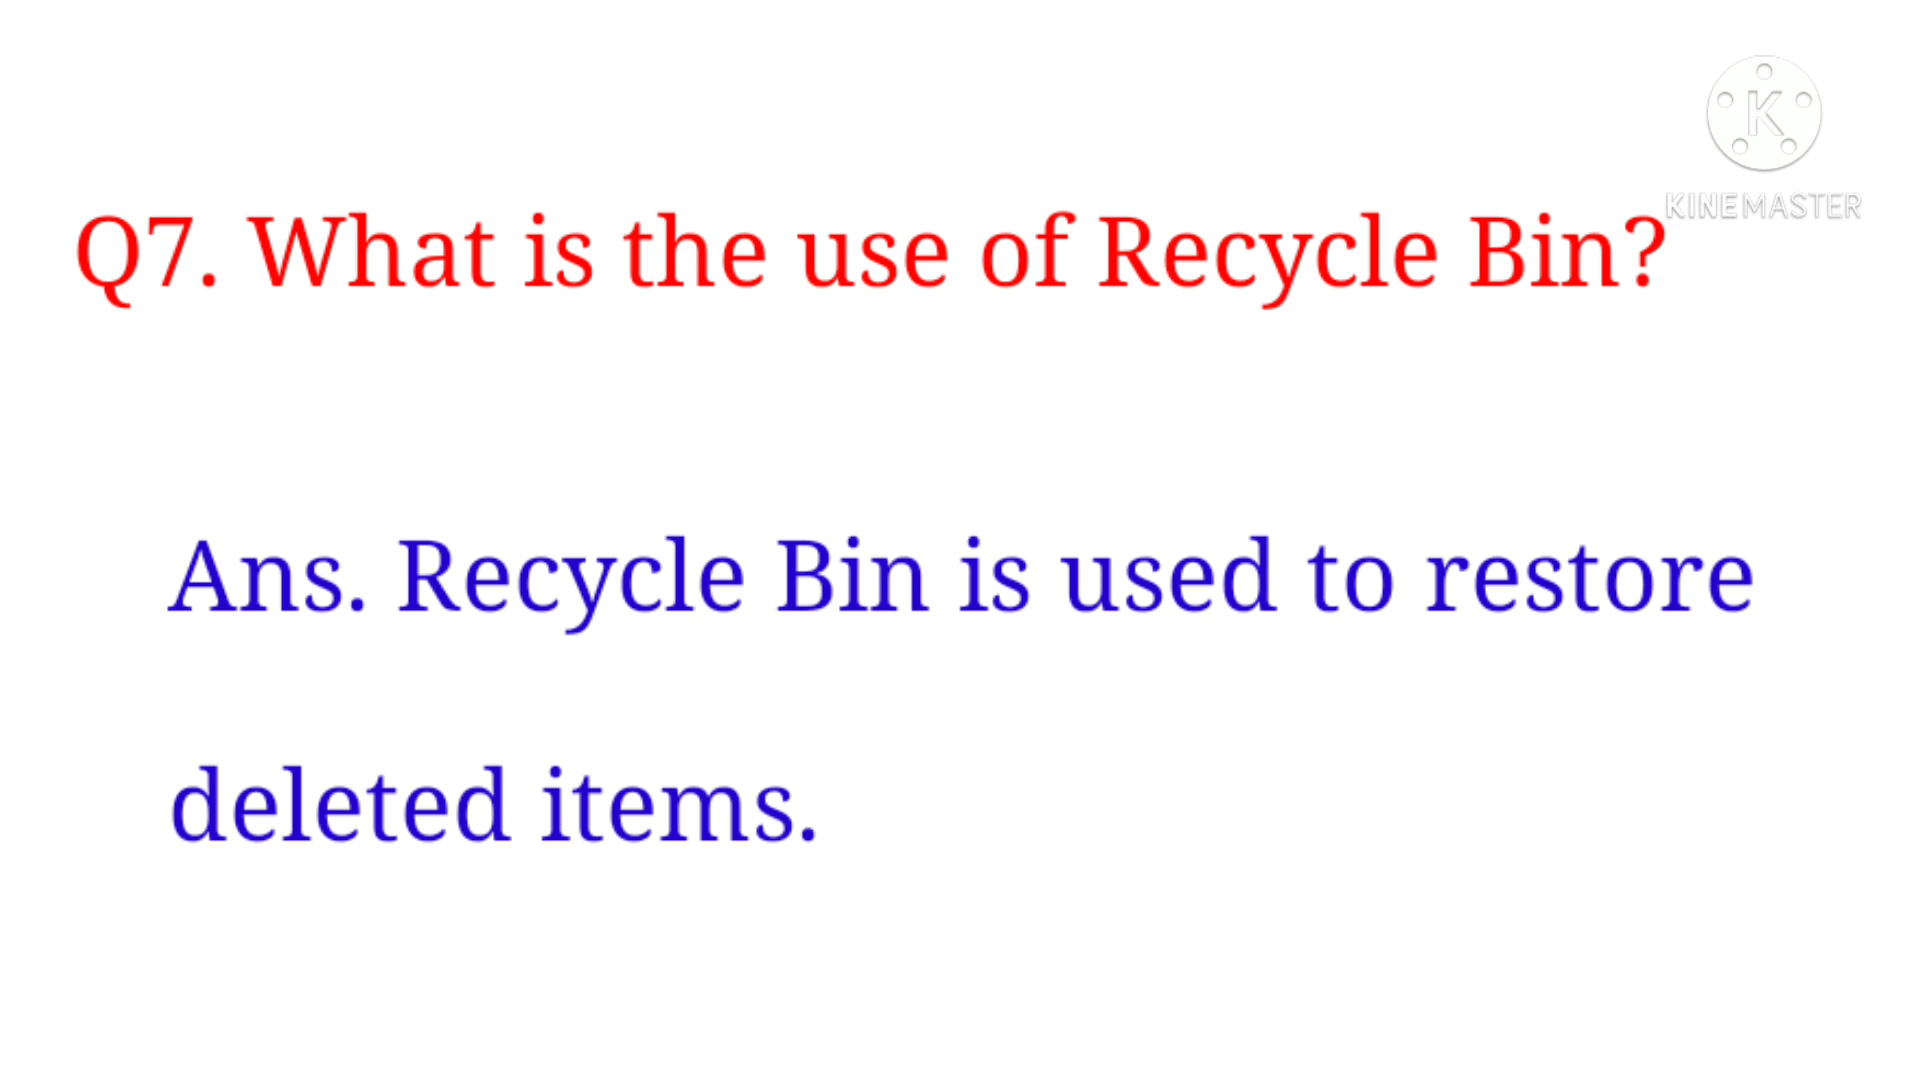 K
KINEMASTER
Q7. What is the use of Recycle Bin?
Ans. Recycle Bin is used to restore
deleted items.